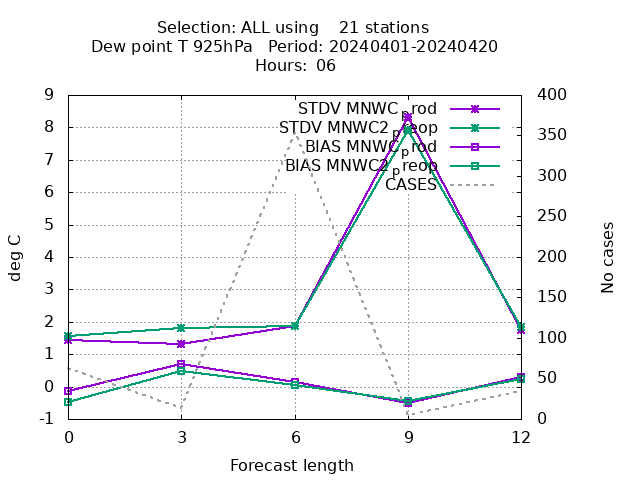 Selection: ALL using    21 stations
Dew point T 925hPa   Period: 20240401-20240420
Hours:  06
STDV MNWC_prod
STDV MNWC2_preop
BIAS MNWC_prod
BIAS MNWC2_preop
CASES
deg C
9
8
7
6
5
4
3
2
1
0
-1
400
350
300
250
200
150
100
50
0
No cases
0 3 6 9 12
Forecast length